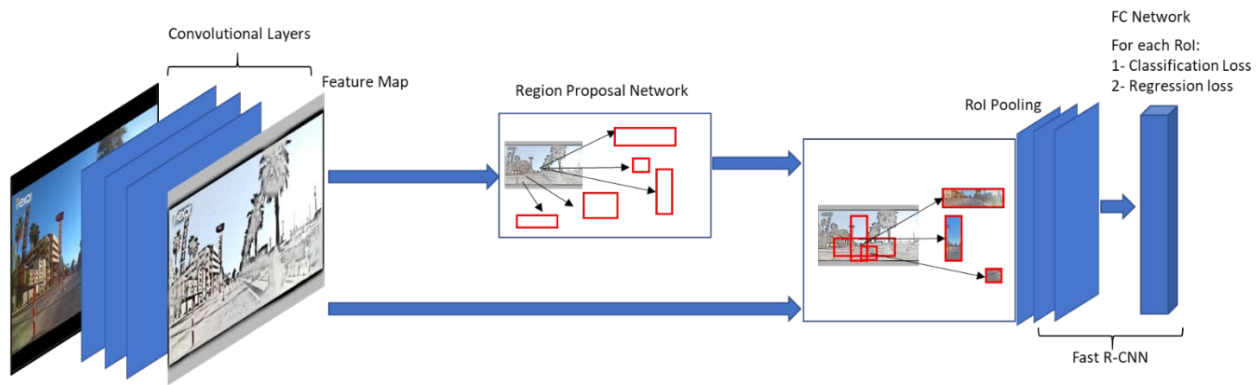 Convolutional Layers
Feature Map
Region Proposal Network
RoI Pooling
FC Network
For each RoI:
1- Classification Loss
2- Regression loss
Fast R-CNN